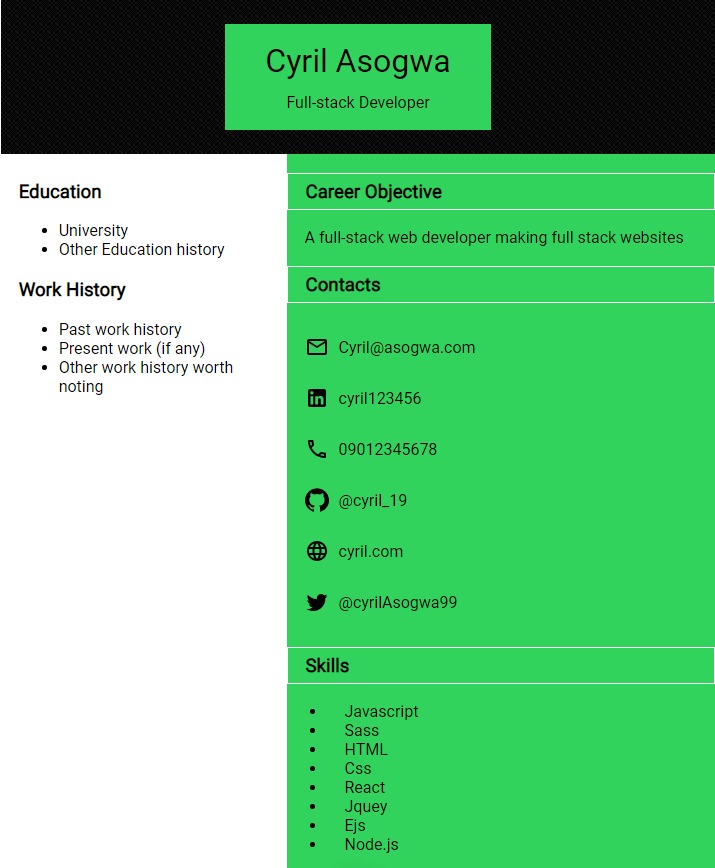 Cyril Asogwa
Full-stack Developer
Education
University
Other Education history
Work History
Past work history
Present work (if any)
Other work history worth
noting
Career Objective
A full-stack web developer making full stack websites
Contacts
Cyril@asogwa.com
cyril123456
09012345678
@cyril_19
cyril.com
@cyrilAsogwa99
Skills
Javascript
Sass
HTML
Css
React
Jquey
Ejs
Node.js